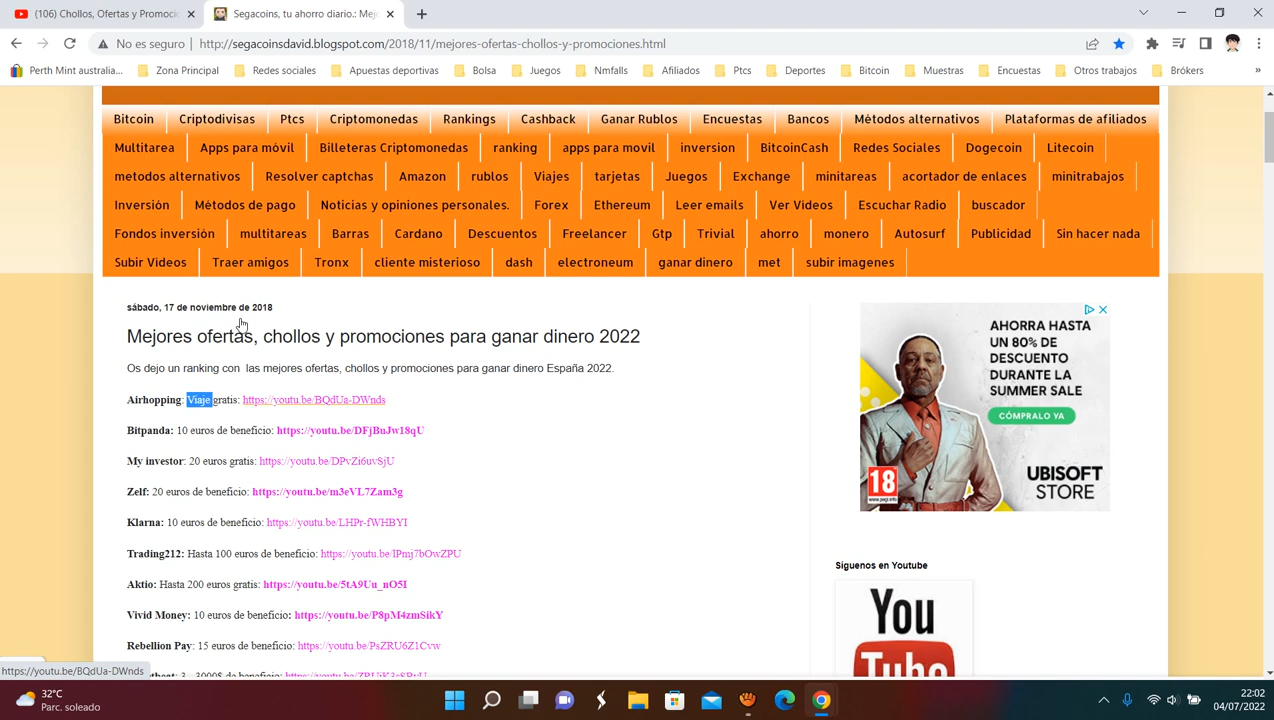 (106) Chollos, Ofertas y Promocio
Segacoins, tu ahorro diario.: Mej
No es seguro
http://segacoinsdavid.blogspot.com/2018/11/mejores-ofertas-chollos-y-promociones.html
Perth Mint australia... Zona Principal Redes sociales Apuestas deportivas Bolsa Juegos Nmfalls Afiliados Ptcs Deportes Bitcoin Muestras Encuestas Otros trabajos Brókers »
Bitcoin Criptodivisas Ptcs Criptomonedas Rankings Cashback Ganar Rublos Encuestas Bancos Métodos alternativos Plataformas de afiliados
Multitarea Apps para móvil Billeteras Criptomonedas ranking apps para movil inversion BitcoinCash Redes Sociales Dogecoin Litecoin
metodos alternativos Resolver captchas Amazon rublos Viajes tarjetas Juegos Exchange minitareas acortador de enlaces minitrabajos
Inversión Métodos de pago Noticias y opiniones personales. Forex Ethereum Leer emails Ver Videos Escuchar Radio buscador
Fondos inversión multitareas Barras Cardano Descuentos Freelancer Gtp Trivial ahorro monero Autosurf Publicidad Sin hacer nada
Subir Videos Traer amigos Tronx cliente misterioso dash electroneum ganar dinero met subir imagenes
sábado, 17 de noviembre de 2018
Mejores ofertas, chollos y promociones para ganar dinero 2022
Os dejo un ranking con las mejores ofertas, chollos y promociones para ganar dinero España 2022.
Airhopping: Viaje gratis: https://youtu.be/BQdUa-DWnds
Bitpanda: 10 euros de beneficio: https://youtu.be/DFjBuJw18qU
My investor: 20 euros gratis: https://youtu.be/DPvZi6uvSjU
Zelf: 20 euros de beneficio: https://youtu.be/m3eVL7Zam3g
Klarna: 10 euros de beneficio: https://youtu.be/LHPr-fWHBYI
Trading212: Hasta 100 euros de beneficio: https://youtu.be/lPmj7bOwZPU
Aktio: Hasta 200 euros gratis: https://youtu.be/5tA9Uu_nO5I
Vivid Money: 10 euros de beneficio: https://youtu.be/P8pM4zmSikY
Rebellion Pay: 15 euros de beneficio: https://youtu.be/PsZRU6Z1Cvw
AHORRA HASTA
UN 80% DE
DESCUENTO
DURANTE LA
SUMMER SALE
CÓMPRALO YA
18
www.pegi.info
UBISOFT
STORE
Síguenos en Youtube
You
Tube
https://youtu.be/BQdUa-DWnds
32°C
Parc. soleado
22:02
04/07/2022